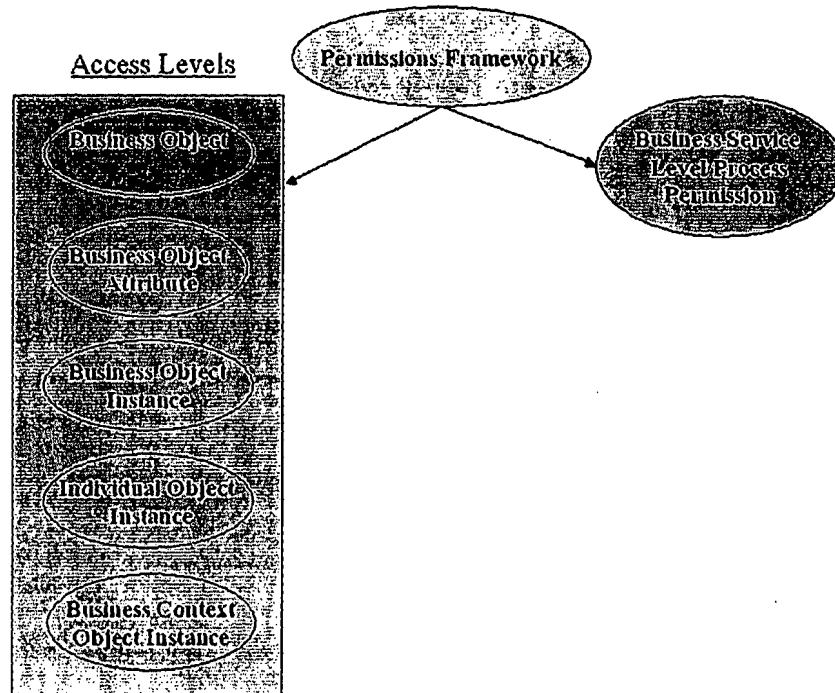 Access Levels
Permissions Framework
Business Object
Business Object
Attribute
Business Object
Instance
Individual Object
Instance
Business Context
Object Instance
Business Service
Level Process
Permission